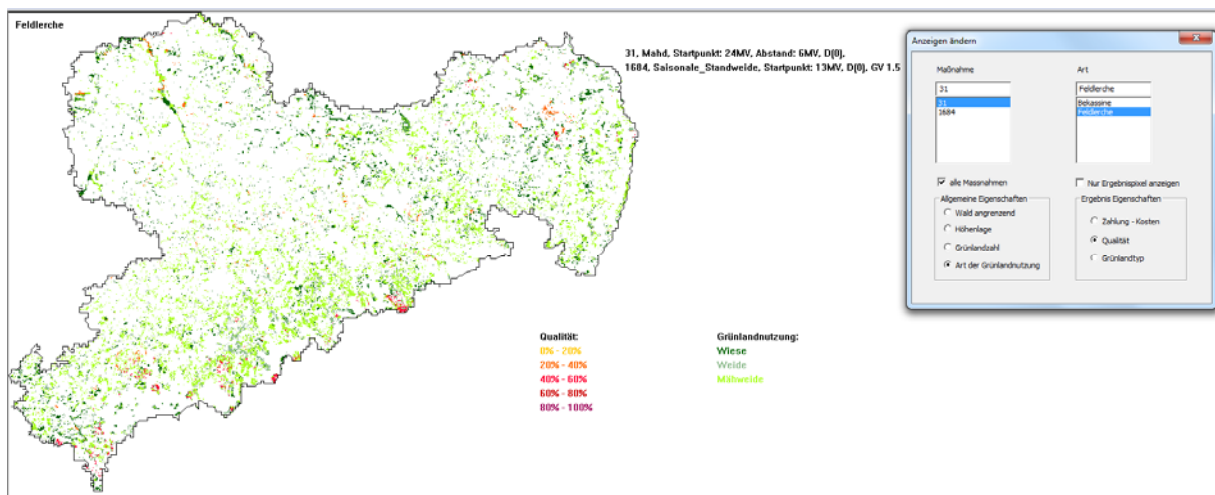 Feldlerche
31, Mahd, Startpunkt: 24MV, Abstand: 6MV, D(0),
1684, Saisonale_Standweide, Startpunkt: 13MV, D(0), GV 1.5
Qualität:
0% - 20%
20% - 40%
40% - 60%
60% - 80%
80% - 100%
Grünlandnutzung:
Wiese
Weide
Mähweide
Anzeigen ändern
Maßnahme
Art
31
Feldlerche
31
1684
Bekassine
Feldlerche
alle Massnahmen
Nur Ergebnispixel anzeigen
Allgemeine Eigenschaften
Wald angrenzend
Höhenlage
Grünlandzahl
Art der Grünlandnutzung
Ergebnis Eigenschaften
Zahlung - Kosten
Qualität
Grünlandtyp